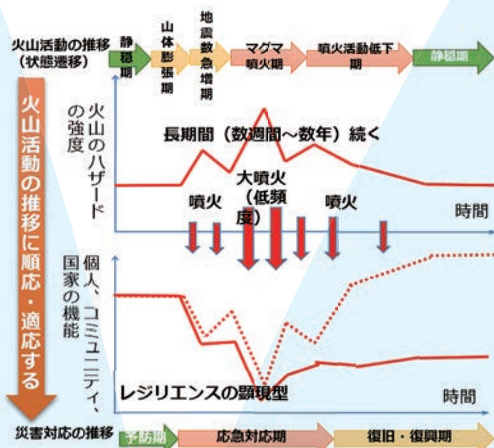 火山活動の推移
（状態遷移）
静穏期
山体膨張期
地震数急増期
マグマ
噴火期
噴火活動低下
期
静穏期
火山活動の推移に順応・適応する
火山のハザード
の強度
長期間（数週間～数年）続く
大噴火
（低頻
度）
噴火
噴火
時間
個人、コミュニティ、
国家の機能
レジリエンスの顕現型
時間
災害対応の推移
予防期
応急対応期
復旧・復興期